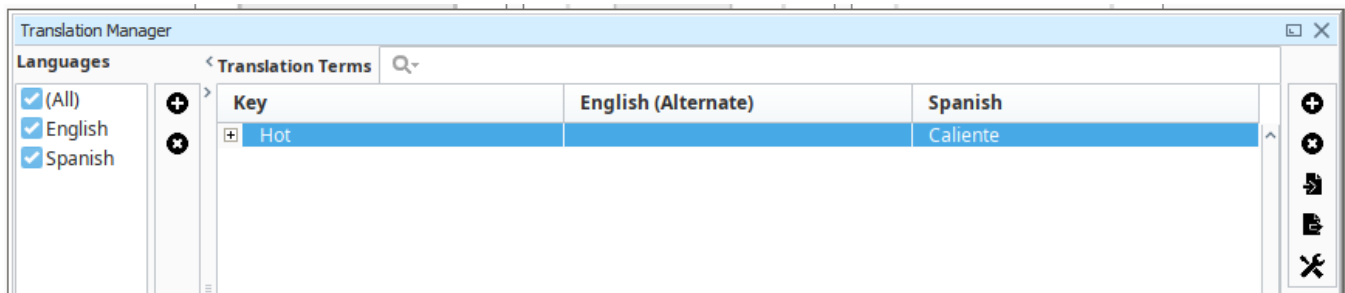 Translation Manager
Languages
Translation Terms
(All)
English
Spanish
Key English (Alternate) Spanish
Hot Caliente